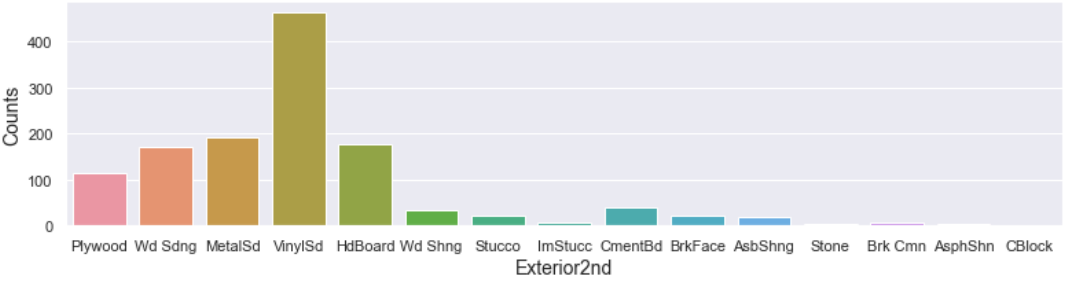 Counts
400
300
200
100
0
Plywood Wd Sdng MetalSd VinylSd HdBoard Wd Shng Stucco ImStucc CmentBd BrkFace AsbShng Stone Brk Cmn AsphShn CBlock
Exterior2nd